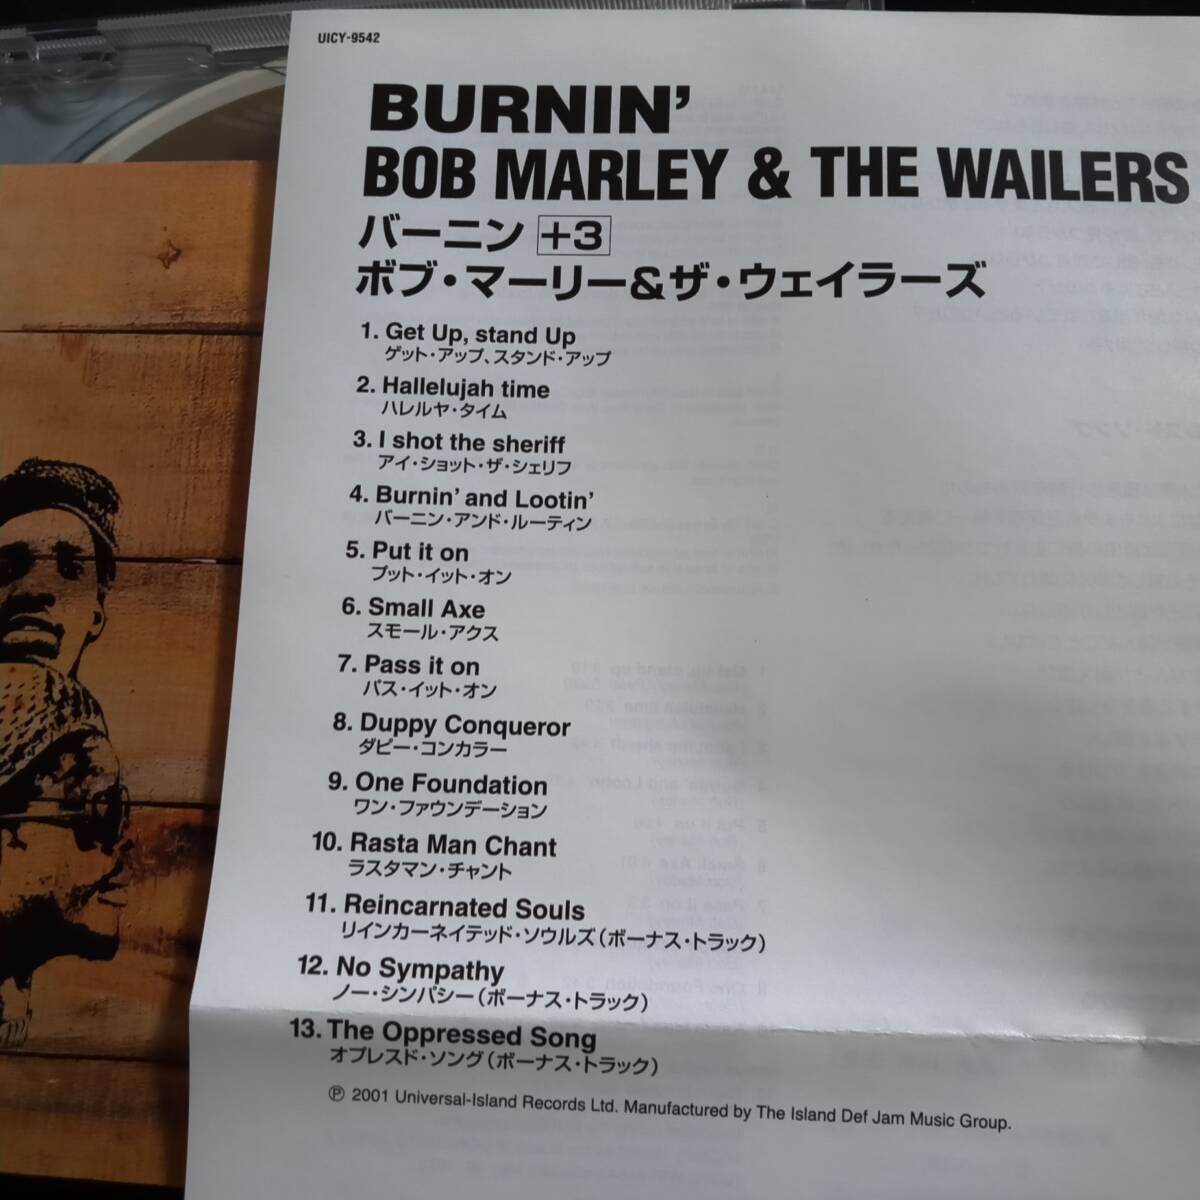 UICY-9542
BURNIN'
BOB MARLEY & THE WAILERS
バーニン +3
ボブ・マーリー&ザ・ウェイラーズ
1. Get Up, stand Up
ゲット・アップ、スタンド・アップ
2. Hallelujah time
ハレルヤ・タイム
3. I shot the sheriff
アイ・ショット・ザ・シェリフ
4. Burnin' and Lootin'
バーニン・アンド・ルーティン
5. Put it on
プット・イット・オン
6. Small Axe
スモール・アクス
7. Pass it on
パス・イット・オン
8. Duppy Conqueror
ダピー・コンカラー
9. One Foundation
ワン・ファウンデーション
10. Rasta Man Chant
ラスタマン・チャント
11. Reincarnated Souls
リインカーネイテッド・ソウルズ(ボーナス・トラック)
12. No Sympathy
ノー・シンパシー(ボーナス・トラック)
13. The Oppressed Song
オプレスド・ソング(ボーナス・トラック)
℗ 2001 Universal-Island Records Ltd. Manufactured by The Island Def Jam Music Group.